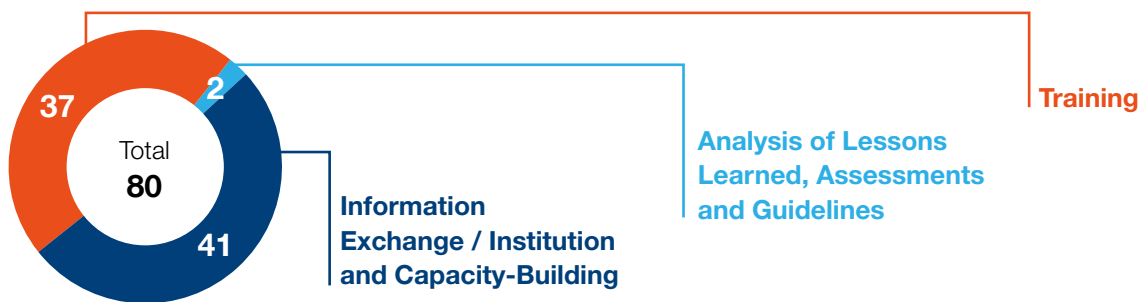 37
2
Total
80
41
Training
Analysis of Lessons
Learned, Assessments
and Guidelines
Information
Exchange / Institution
and Capacity-Building